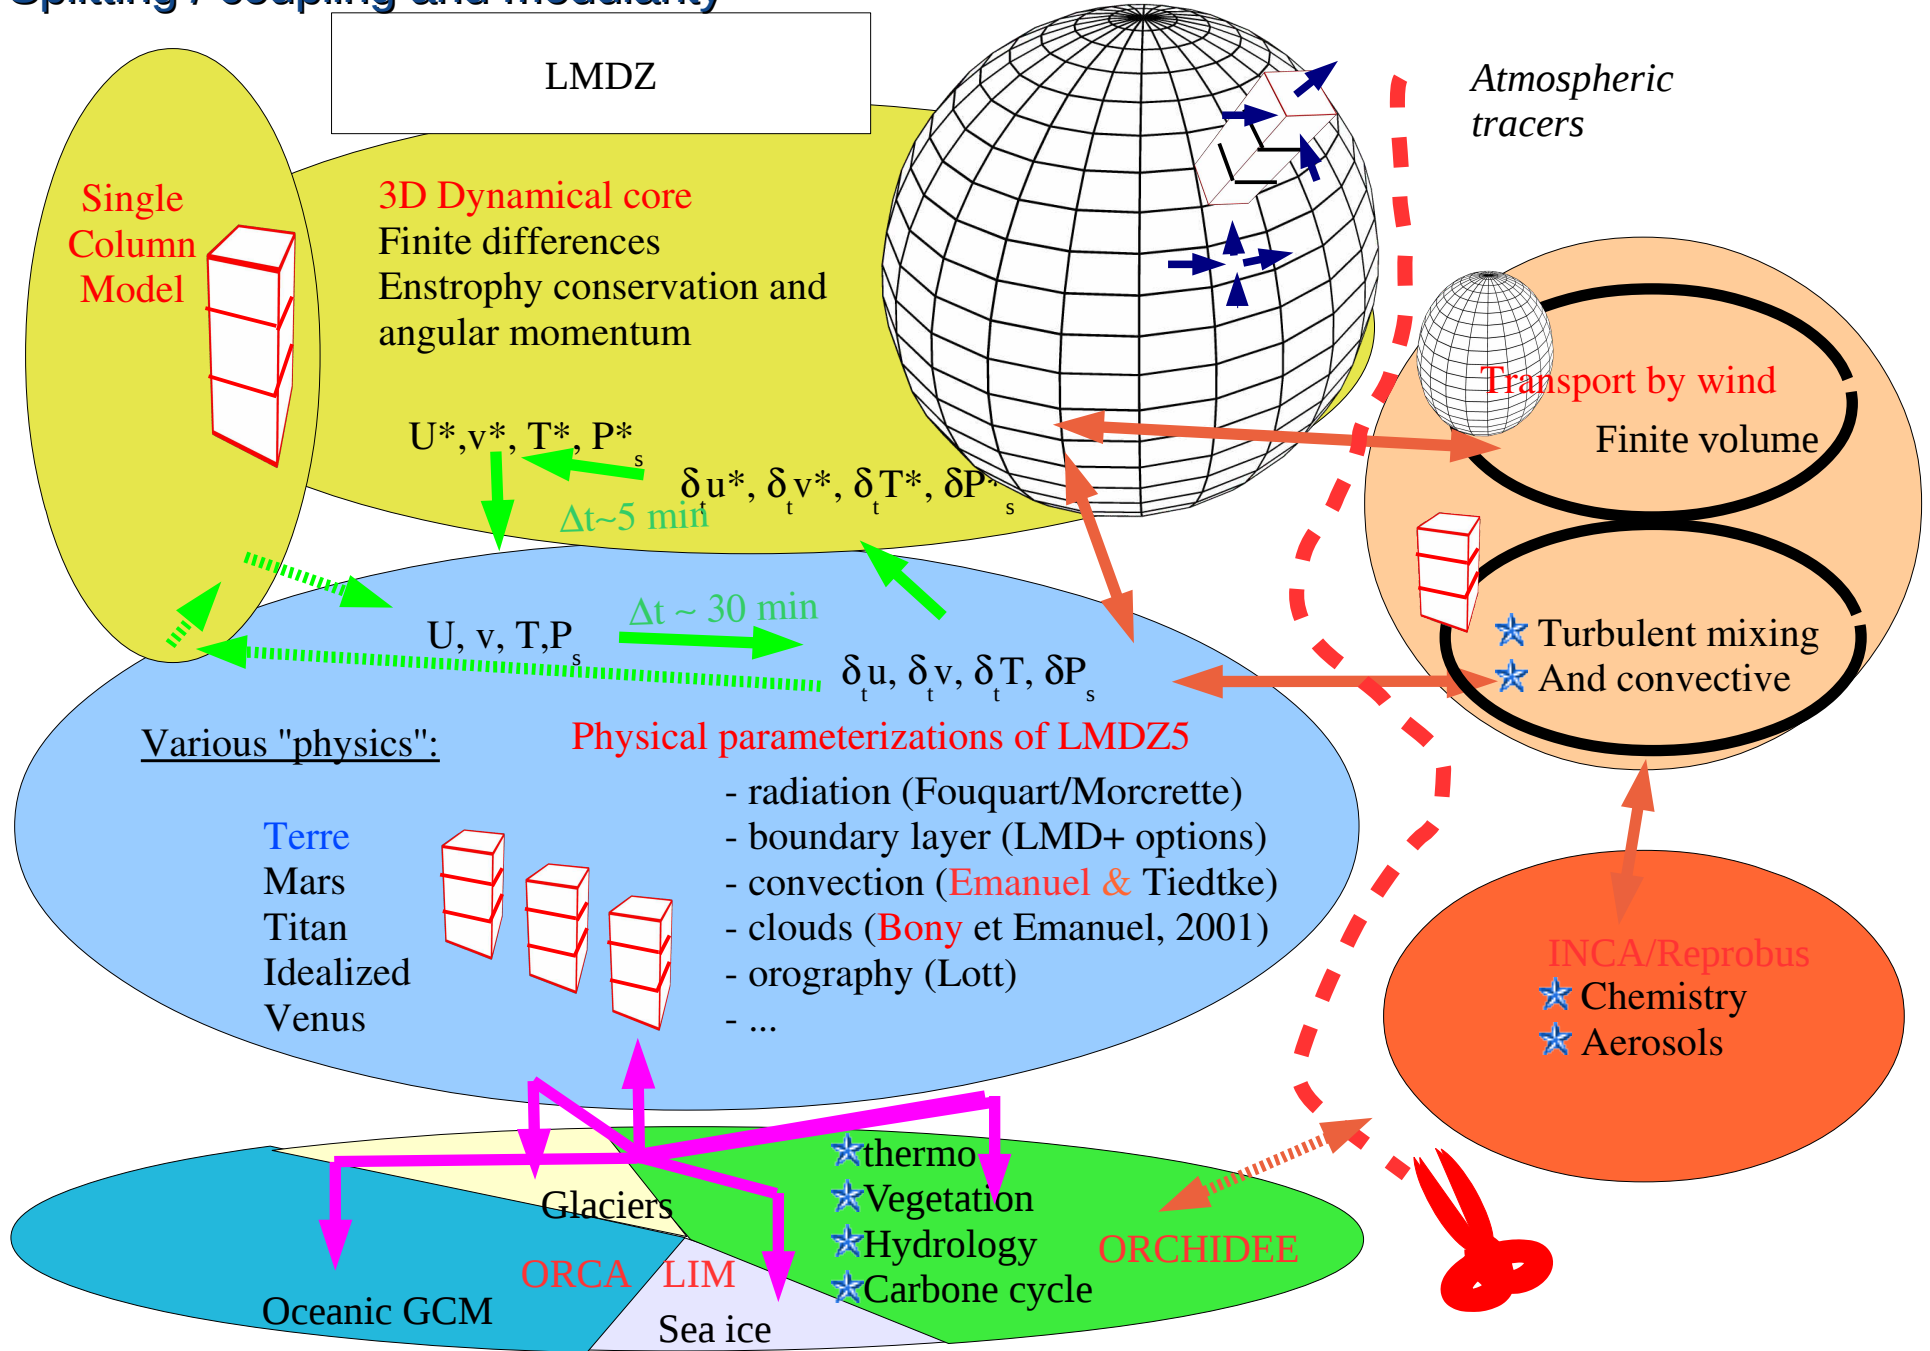 Splitting / coupling and modularity
LMDZ
Atmospheric
tracers
Single
Column
Model
3D Dynamical core
Finite differences
Enstrophy conservation and
angular momentum
U*,v*, T*, P*s
δtu*, δtv*, δtT*, δP*s
Δt~5 min
Transport by wind
Finite volume
Turbulent mixing
And convective
U, v, T,Ps
Δt ~ 30 min
δtu, δtv, δtT, δPs
Various "physics":
Terre
Mars
Titan
Idealized
Venus
Physical parameterizations of LMDZ5
- radiation (Fouquart/Morcrette)
- boundary layer (LMD+ options)
- convection (Emanuel & Tiedtke)
- clouds (Bony et Emanuel, 2001)
- orography (Lott)
- ...
INCA/Reprobus
Chemistry
Aerosols
Glaciers
thermo
Vegetation
Hydrology
Carbone cycle
ORCHIDEE
ORCA
LIM
Oceanic GCM
Sea ice